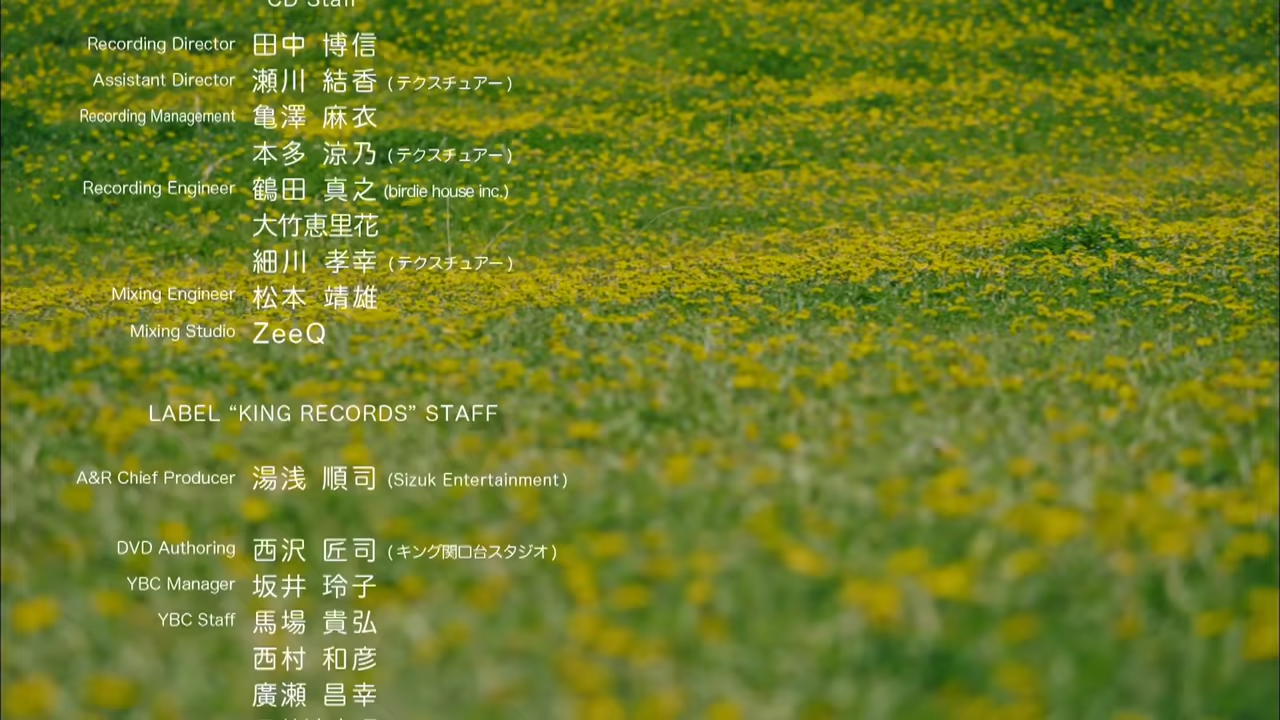 CD Staff
Recording Director 田中 博信
Assistant Director 瀬川 結香 (テクスチュアー)
Recording Management 亀澤 麻衣
本多 涼乃 (テクスチュアー)
Recording Engineer 鶴田 真之 (birdie house inc.)
大竹恵里花
細川 孝幸 (テクスチュアー)
Mixing Engineer 松本 靖雄
Mixing Studio ZeeQ
LABEL “KING RECORDS” STAFF
A&R Chief Producer 湯浅 順司 (Sizuk Entertainment)
DVD Authoring 西沢 匠司 (キング関口台スタジオ)
YBC Manager 坂井 玲子
YBC Staff 馬場 貴弘
西村 和彦
廣瀬 昌幸